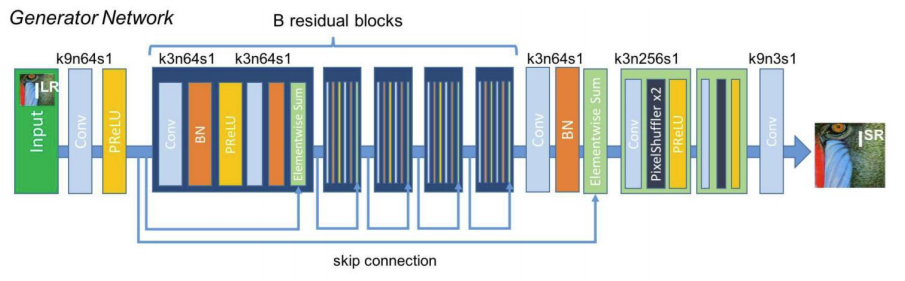 Generator Network
B residual blocks
k9n64s1
k3n64s1
k3n64s1
k3n64s1
k3n256s1
k9n3s1
Input
I LR
Conv
PReLU
Conv
BN
PReLU
Elementwise Sum
Conv
BN
Elementwise Sum
Conv
PixelShuffler x2
PReLU
Conv
I SR
skip connection